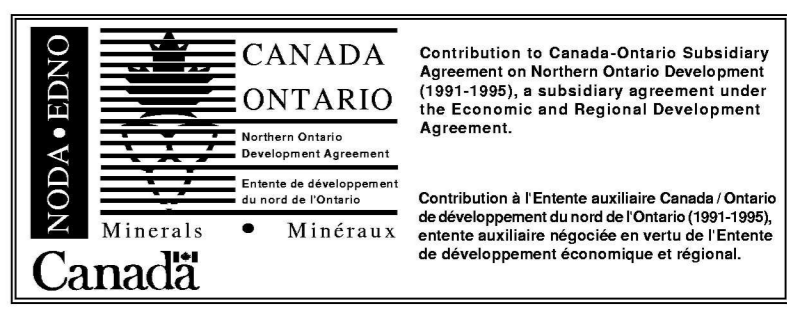 NODA • EDNO
CANADA
ONTARIO
Northern Ontario
Development Agreement
Entente de développement
du nord de l'Ontario
Minerals • Minéraux
Canada
Contribution to Canada-Ontario Subsidiary
Agreement on Northern Ontario Development
(1991-1995), a subsidiary agreement under
the Economic and Regional Development
Agreement.
Contribution à l'Entente auxiliaire Canada / Ontario
de développement du nord de l'Ontario (1991-1995),
entente auxiliaire négociée en vertu de l'Entente
de développement économique et régional.